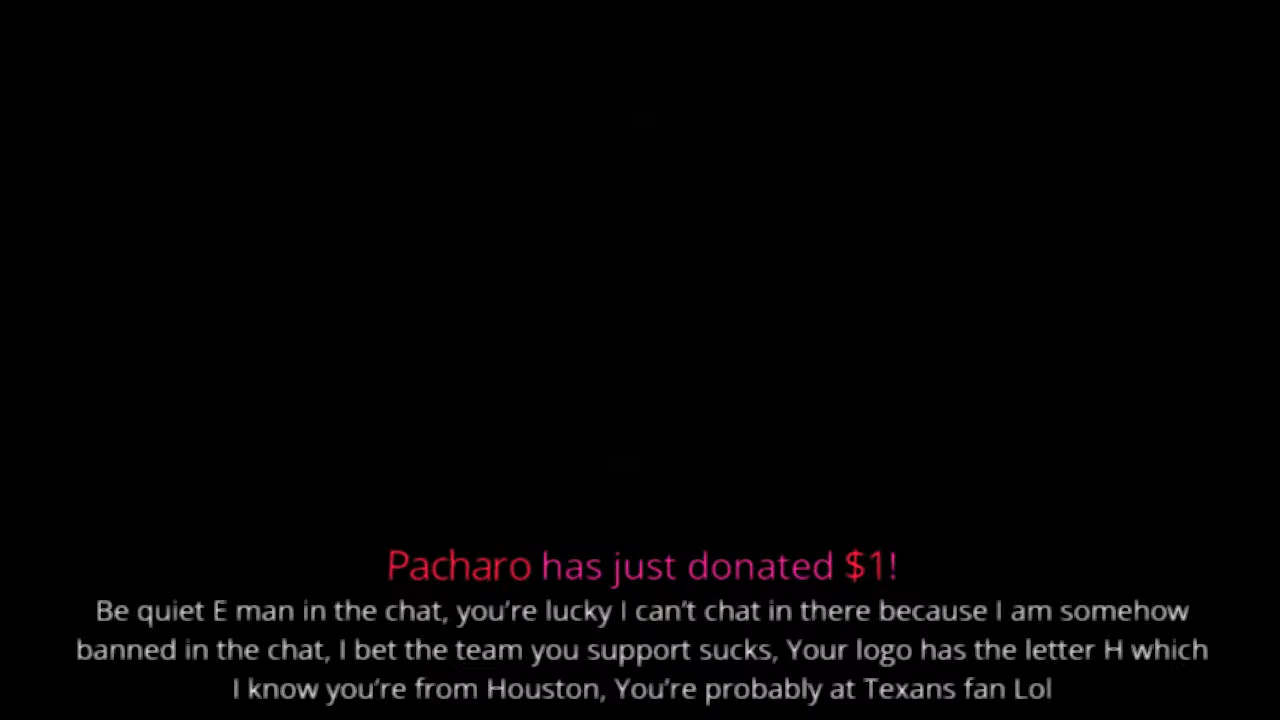 Pacharo has just donated $1!
Be quiet E man in the chat, you're lucky I can't chat in there because I am somehow
banned in the chat, I bet the team you support sucks, Your logo has the letter H which
I know you're from Houston, You're probably at Texans fan Lol